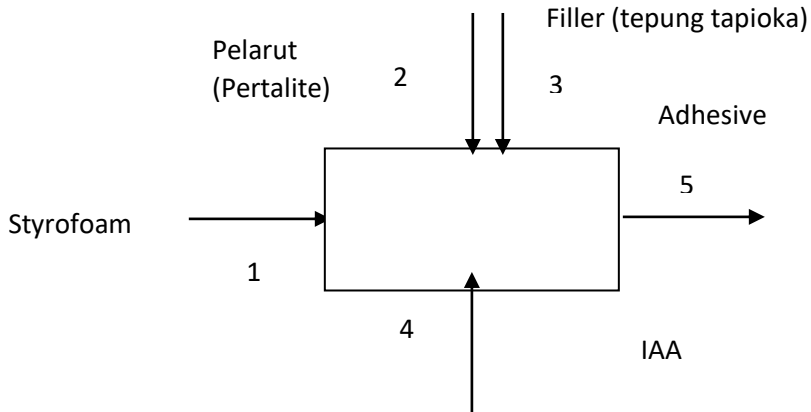 Filler (tepung tapioka)
Pelarut
(Pertalite)
2
3
Adhesive
5
Styrofoam
1
4
IAA